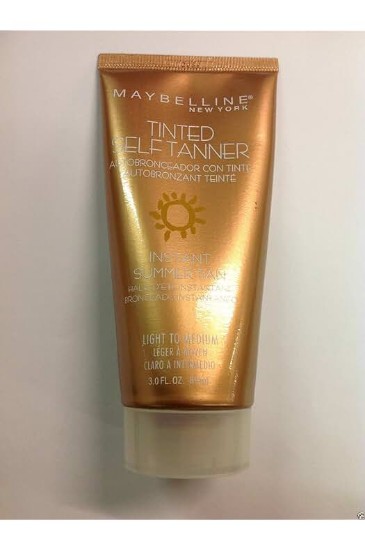 MAYBELLINE®
NEW YORK
TINTED
SELF TANNER
AUTOBRONCEADOR CON TINTE
AUTOBRONZANT TEINTÉ
INSTANT
SUMMER TAN
LIGHT TO MEDIUM
LÉGER À MOYEN
CLARO A INTERMEDIO
3.0 FL. OZ.